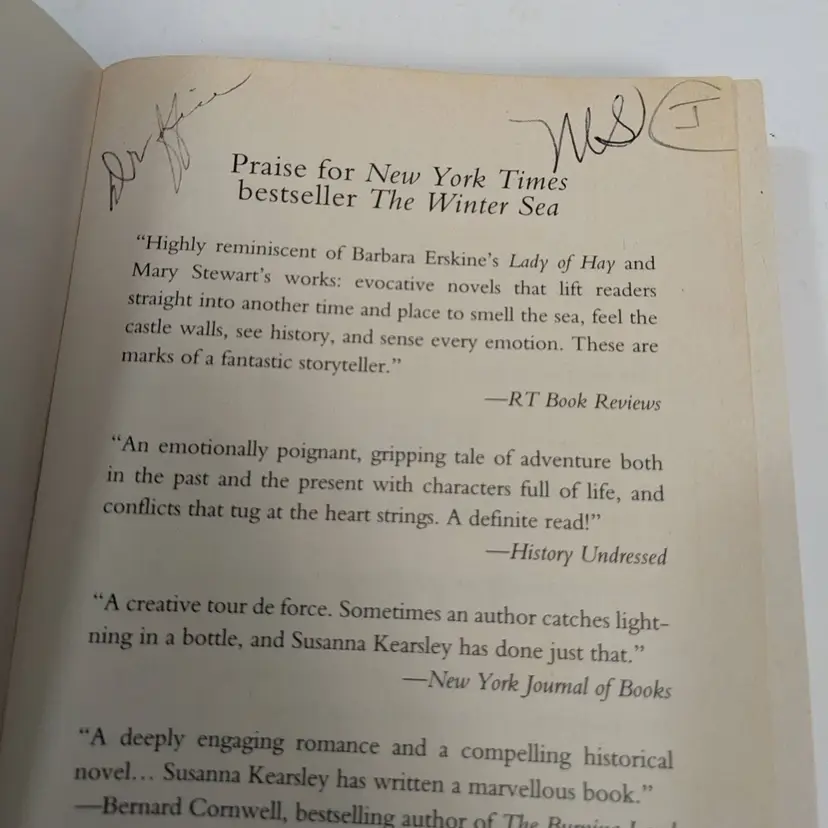 Dr
MS I
Praise for New York Times
bestseller The Winter Sea
“Highly reminiscent of Barbara Erskine’s Lady of Hay and
Mary Stewart’s works: evocative novels that lift readers
straight into another time and place to smell the sea, feel the
castle walls, see history, and sense every emotion. These are
marks of a fantastic storyteller.”
—RT Book Reviews
“An emotionally poignant, gripping tale of adventure both
in the past and the present with characters full of life, and
conflicts that tug at the heart strings. A definite read!”
—History Undressed
“A creative tour de force. Sometimes an author catches light-
ning in a bottle, and Susanna Kearsley has done just that.”
—New York Journal of Books
“A deeply engaging romance and a compelling historical
novel… Susanna Kearsley has written a marvellous book.”
—Bernard Cornwell, bestselling author of The Burning Land